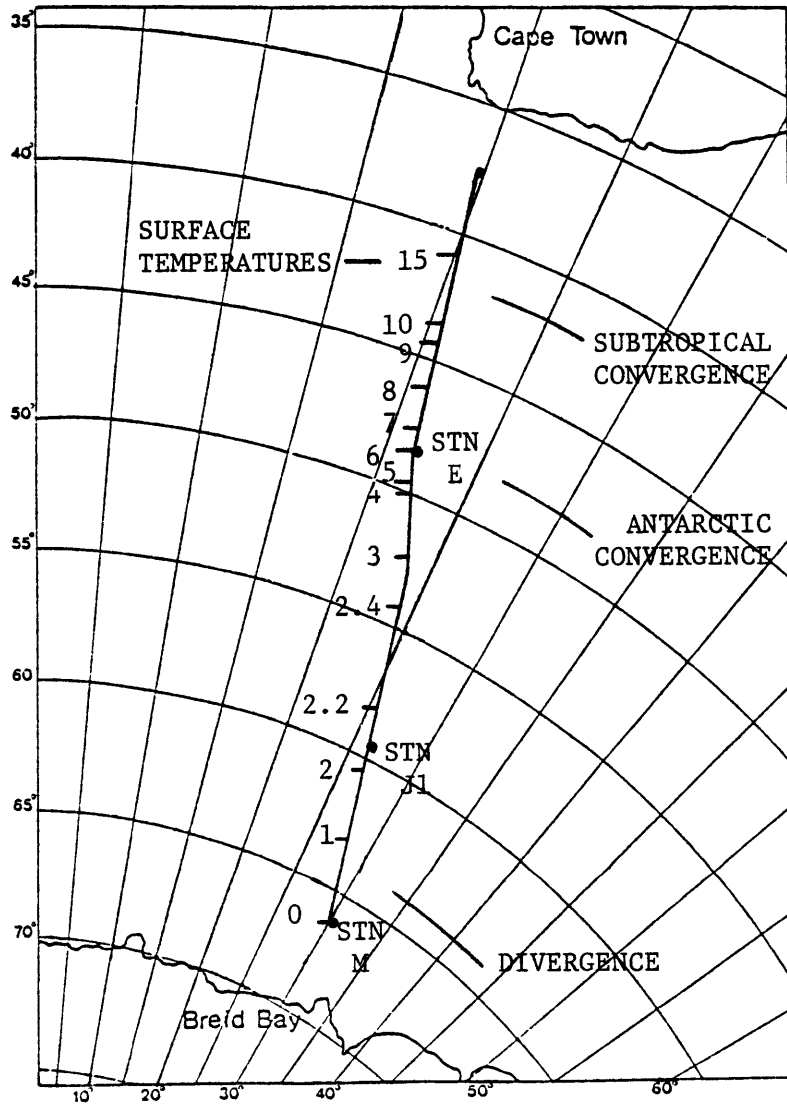 35°
Cape Town
40°
SURFACE
TEMPERATURES
15
45°
10
SUBTROPICAL
CONVERGENCE
9
8
50°
7
STN
E
6
5
4
ANTARCTIC
CONVERGENCE
55°
3
2.4
60°
2.2
STN
J1
2
65°
1
0
STN
M
70°
DIVERGENCE
Breid Bay
10°
20°
30°
40°
50°
60°